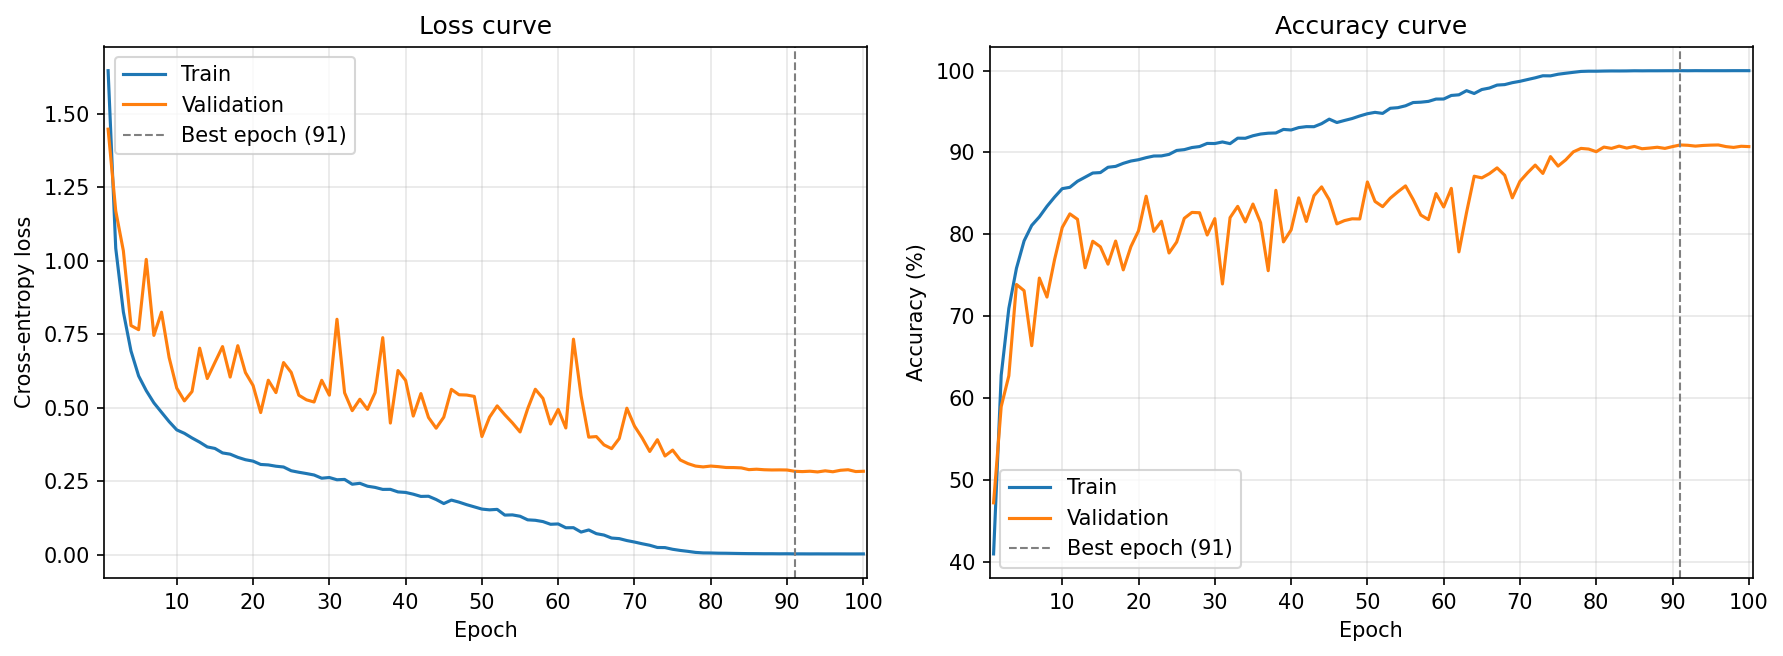 Loss curve
Train
Validation
Best epoch (91)
1.50
1.25
1.00
0.75
0.50
0.25
0.00
Cross-entropy loss
10 20 30 40 50 60 70 80 90 100
Epoch
Accuracy curve
100
90
80
70
60
50
40
Accuracy (%)
Train
Validation
Best epoch (91)
10 20 30 40 50 60 70 80 90 100
Epoch